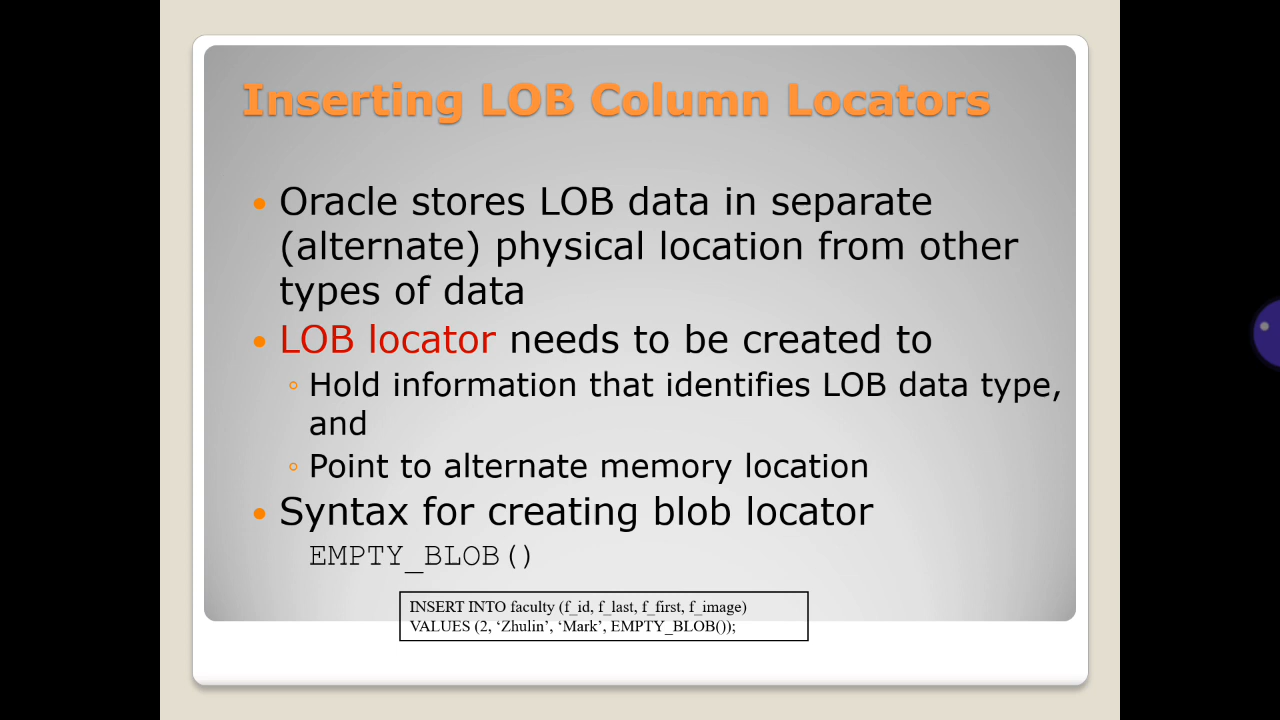 Inserting LOB Column Locators
Oracle stores LOB data in separate
(alternate) physical location from other
types of data
LOB locator needs to be created to
Hold information that identifies LOB data type,
and
Point to alternate memory location
Syntax for creating blob locator
EMPTY_BLOB()
INSERT INTO faculty (f_id, f_last, f_first, f_image)
VALUES (2, ‘Zhulin’, ‘Mark’, EMPTY_BLOB());